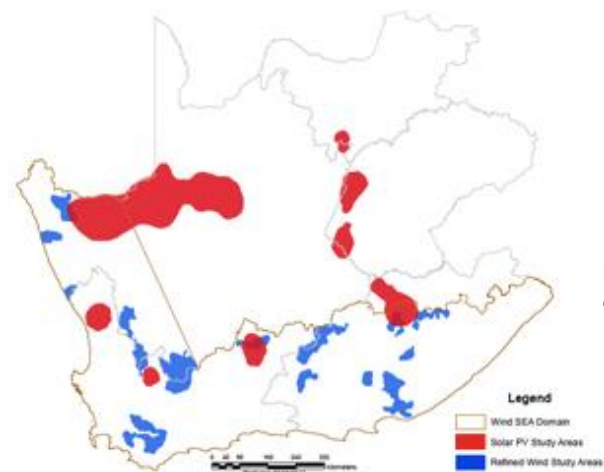 Legend
Wind SEA Domain
Solar PV Study Areas
Refined Wind Study Areas